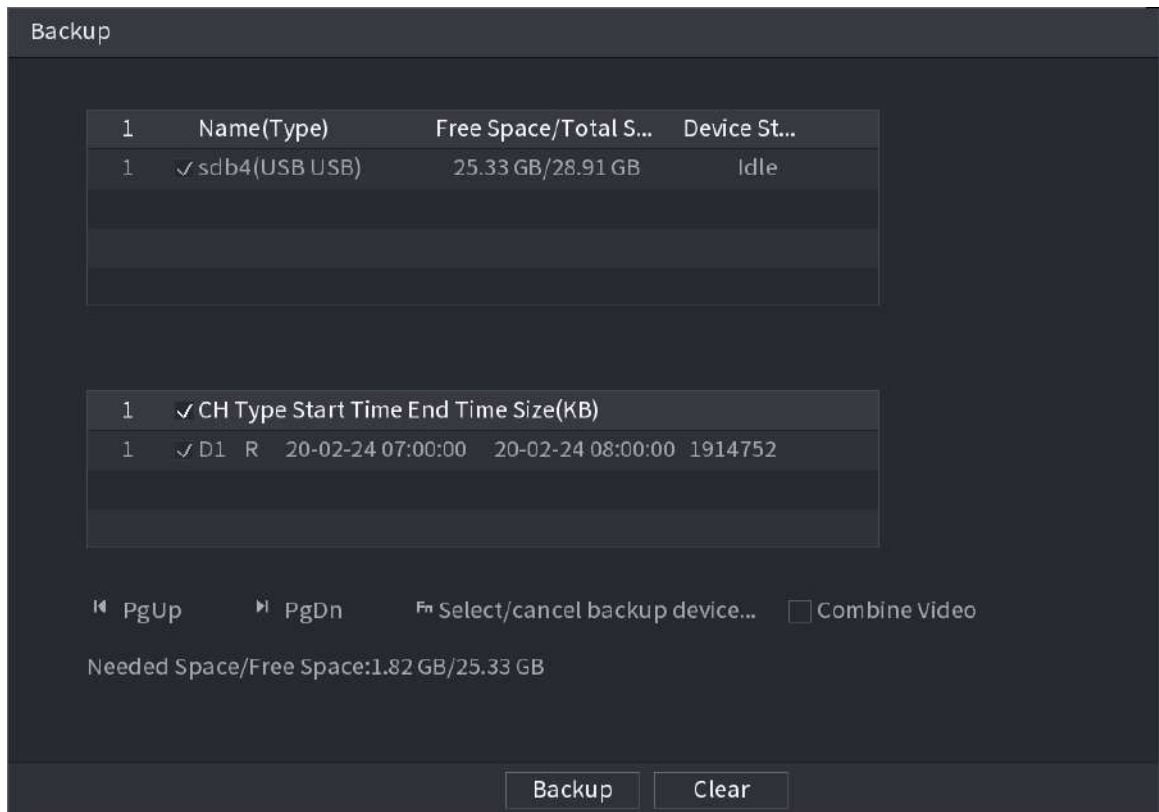 Backup
1 Name(Type) Free Space/Total S... Device St...
1 sdb4(USB USB) 25.33 GB/28.91 GB Idle
1 CH Type Start Time End Time Size(KB)
1 D1 R 20-02-24 07:00:00 20-02-24 08:00:00 1914752
PgUp PgDn Fn Select/cancel backup device... Combine Video
Needed Space/Free Space:1.82 GB/25.33 GB
Backup Clear